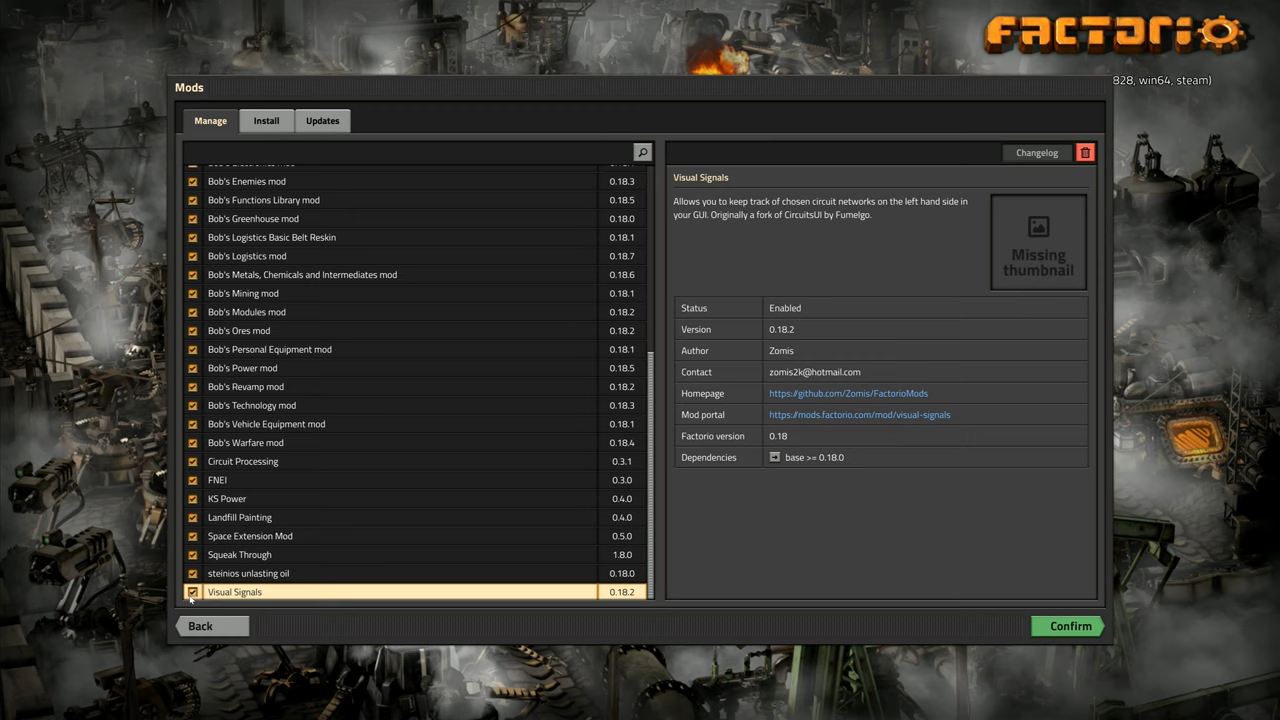 FACTORIO
828, win64, steam)
Mods
Manage Install Updates
Changelog
Bob's Enemies mod 0.18.3
Bob's Functions Library mod 0.18.5
Bob's Greenhouse mod 0.18.0
Bob's Logistics Basic Belt Reskin 0.18.1
Bob's Logistics mod 0.18.7
Bob's Metals, Chemicals and Intermediates mod 0.18.6
Bob's Mining mod 0.18.1
Bob's Modules mod 0.18.2
Bob's Ores mod 0.18.2
Bob's Personal Equipment mod 0.18.1
Bob's Power mod 0.18.5
Bob's Revamp mod 0.18.2
Bob's Technology mod 0.18.3
Bob's Vehicle Equipment mod 0.18.1
Bob's Warfare mod 0.18.4
Circuit Processing 0.3.1
FNEI 0.3.0
KS Power 0.4.0
Landfill Painting 0.4.0
Space Extension Mod 0.5.0
Squeak Through 1.8.0
steinios unlasting oil 0.18.0
Visual Signals 0.18.2
Visual Signals
Allows you to keep track of chosen circuit networks on the left hand side in
your GUI. Originally a fork of CircuitsUI by Fumelgo.
Missing
thumbnail
Status Enabled
Version 0.18.2
Author Zomis
Contact zomis2k@hotmail.com
Homepage https://github.com/Zomis/FactorioMods
Mod portal https://mods.factorio.com/mod/visual-signals
Factorio version 0.18
Dependencies base >= 0.18.0
Back
Confirm